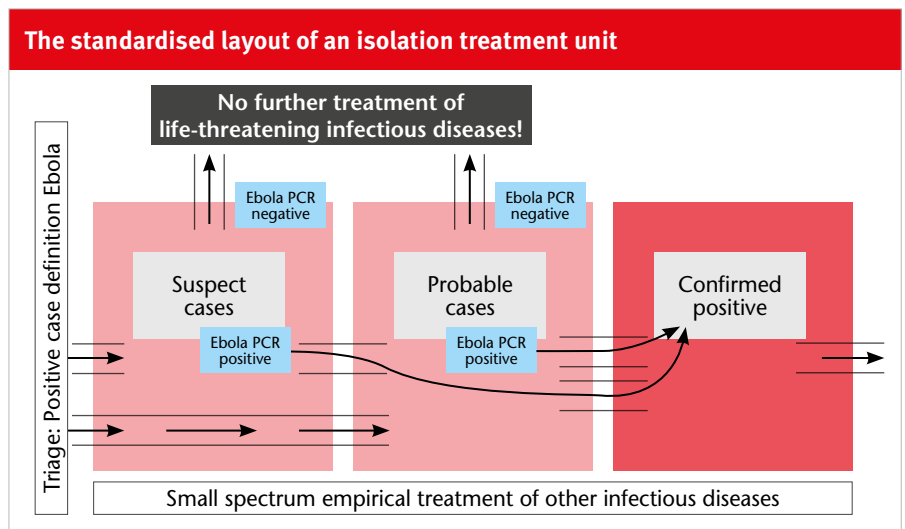 The standardised layout of an isolation treatment unit
No further treatment of
life-threatening infectious diseases!
Triage: Positive case definition Ebola
Ebola PCR
negative
Ebola PCR
negative
Suspect
cases
Probable
cases
Confirmed
positive
Ebola PCR
positive
Ebola PCR
positive
Small spectrum empirical treatment of other infectious diseases